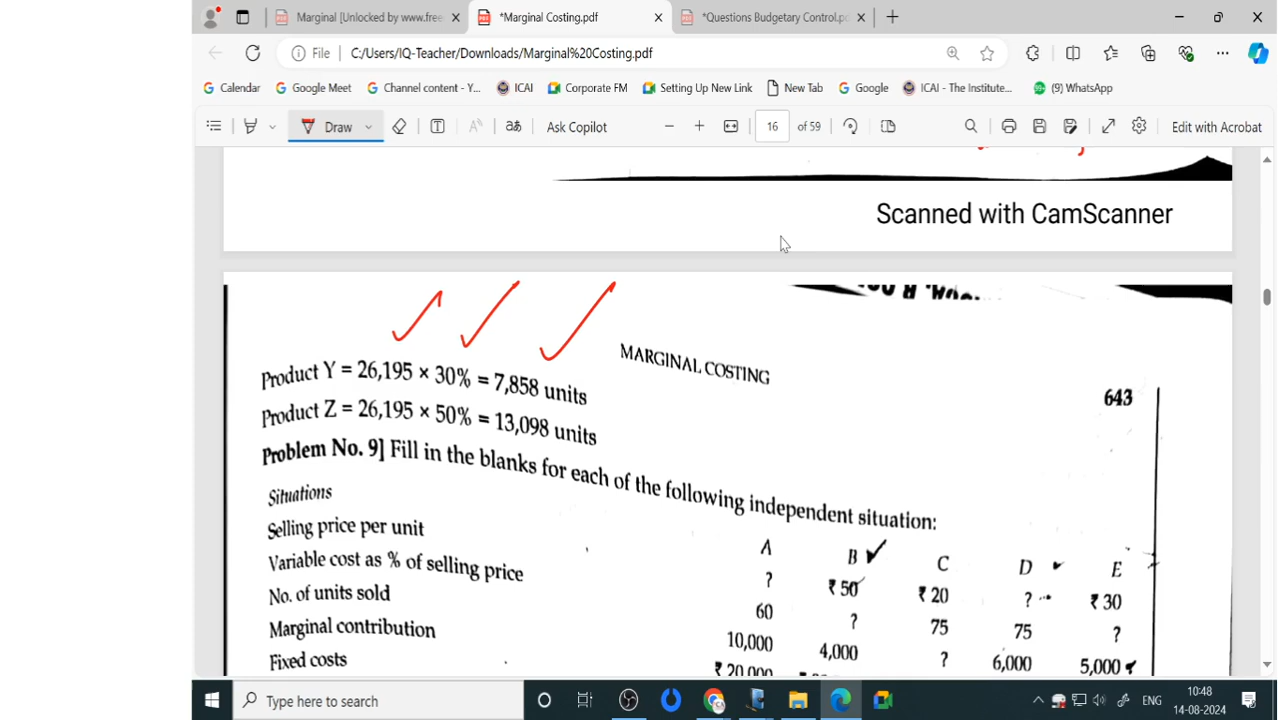 Marginal [Unlocked by www.free
*Marginal Costing.pdf
*Questions Budgetary Control.pd
File
C:/Users/IQ-Teacher/Downloads/Marginal%20Costing.pdf
Calendar
Google Meet
Channel content - Y...
ICAI
Corporate FM
Setting Up New Link
New Tab
Google
ICAI - The Institute...
(9) WhatsApp
Draw
Ask Copilot
16
of 59
Edit with Acrobat
Scanned with CamScanner
MARGINAL COSTING
643
Product Y = 26,195 × 30% = 7,858 units
Product Z = 26,195 × 50% = 13,098 units
Problem No. 9] Fill in the blanks for each of the following independent situation:
Situations A B C D E
Selling price per unit ? ₹ 50 ₹ 20 ? ₹ 30
Variable cost as % of selling price 60 ? 75 75 ?
No. of units sold 10,000 4,000 ? 6,000 5,000
Marginal contribution ₹ 20,000
Fixed costs
Type here to search
ENG
10:48
14-08-2024